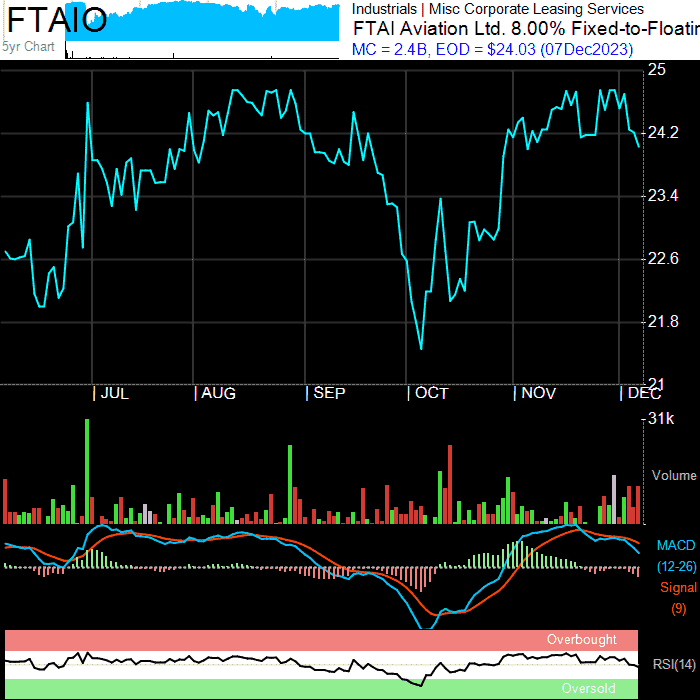 FTAIO
5yr Chart
Industrials | Misc Corporate Leasing Services
FTAI Aviation Ltd. 8.00% Fixed-to-Floatin
MC = 2.4B, EOD = $24.03 (07Dec2023)
25
24.2
23.4
22.6
21.8
21
| JUL | AUG | SEP | OCT | NOV | DEC
31k
Volume
MACD
(12-26)
Signal
(9)
Overbought
RSI(14)
Oversold